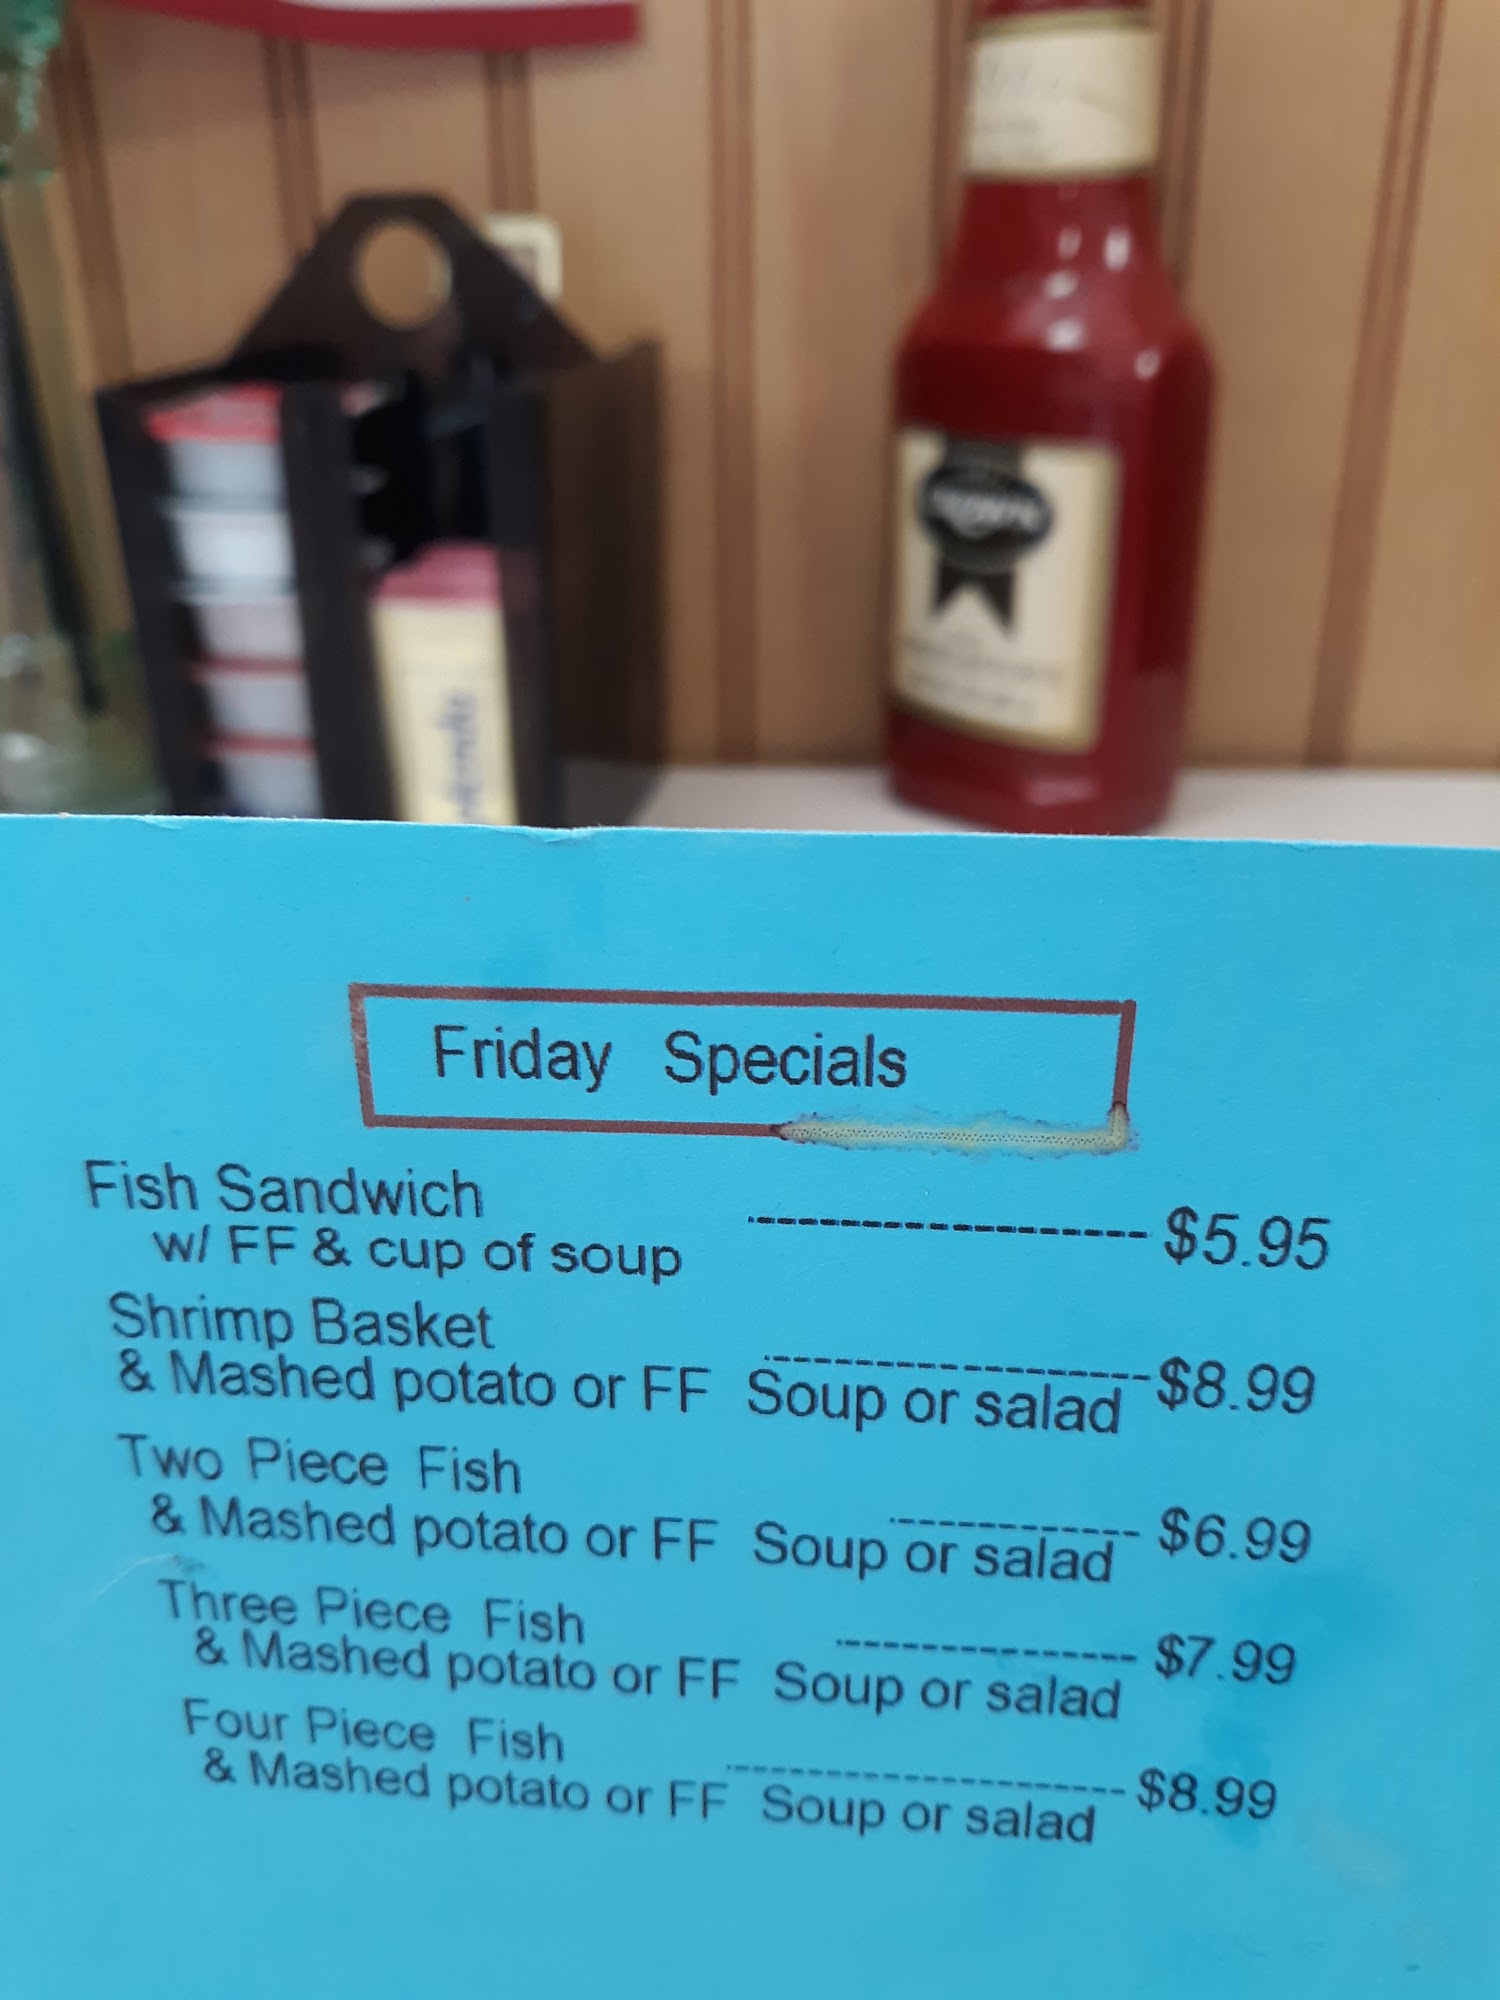 Friday Specials
Fish Sandwich
w/ FF & cup of soup ---------------------- $5.95
Shrimp Basket
& Mashed potato or FF Soup or salad ---------------------- $8.99
Two Piece Fish
& Mashed potato or FF Soup or salad -------------- $6.99
Three Piece Fish
& Mashed potato or FF Soup or salad ----------------- $7.99
Four Piece Fish
& Mashed potato or FF Soup or salad ---------------------- $8.99